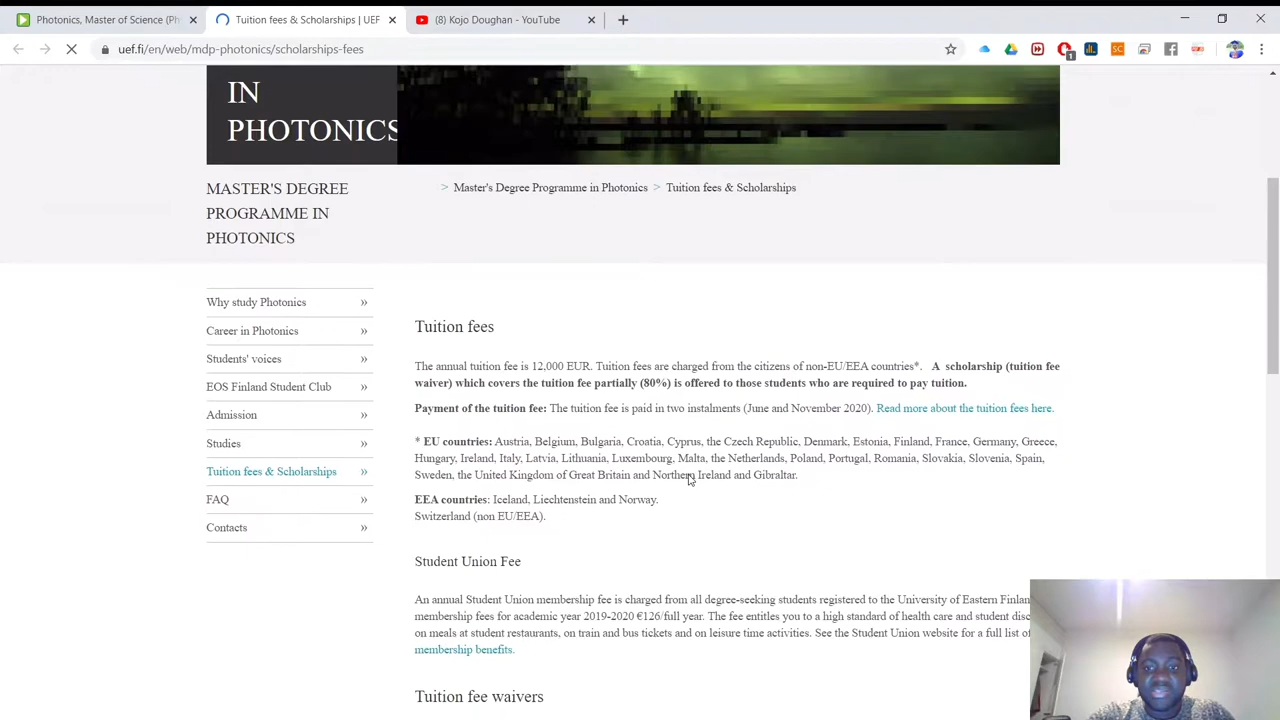 Photonics, Master of Science (Ph
Tuition fees & Scholarships | UEF
(8) Kojo Doughan - YouTube
uef.fi/en/web/mdp-photonics/scholarships-fees
1
IN
PHOTONICS
MASTER'S DEGREE
PROGRAMME IN
PHOTONICS
> Master's Degree Programme in Photonics > Tuition fees & Scholarships
Why study Photonics »
Career in Photonics »
Students' voices »
EOS Finland Student Club »
Admission »
Studies »
Tuition fees & Scholarships »
FAQ »
Contacts »
Tuition fees
The annual tuition fee is 12,000 EUR. Tuition fees are charged from the citizens of non-EU/EEA countries*. A scholarship (tuition fee
waiver) which covers the tuition fee partially (80%) is offered to those students who are required to pay tuition.
Payment of the tuition fee: The tuition fee is paid in two instalments (June and November 2020). Read more about the tuition fees here.
* EU countries: Austria, Belgium, Bulgaria, Croatia, Cyprus, the Czech Republic, Denmark, Estonia, Finland, France, Germany, Greece,
Hungary, Ireland, Italy, Latvia, Lithuania, Luxembourg, Malta, the Netherlands, Poland, Portugal, Romania, Slovakia, Slovenia, Spain,
Sweden, the United Kingdom of Great Britain and Northern Ireland and Gibraltar.
EEA countries: Iceland, Liechtenstein and Norway.
Switzerland (non EU/EEA).
Student Union Fee
An annual Student Union membership fee is charged from all degree-seeking students registered to the University of Eastern Finlan
membership fees for academic year 2019-2020 €126/full year. The fee entitles you to a high standard of health care and student disc
on meals at student restaurants, on train and bus tickets and on leisure time activities. See the Student Union website for a full list of
membership benefits.
Tuition fee waivers